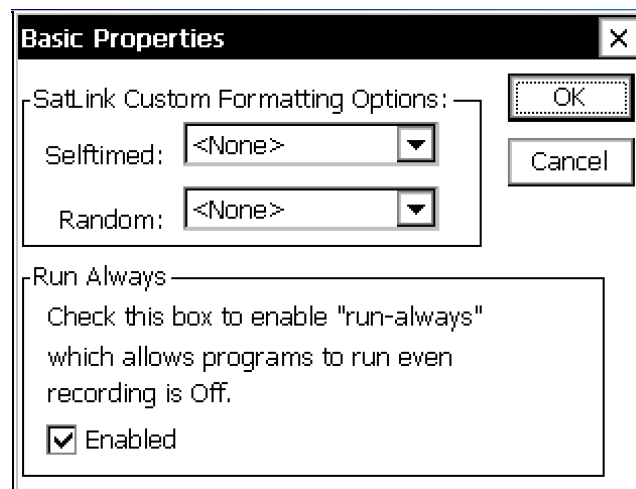 Basic Properties
SatLink Custom Formatting Options:
OK
Selftimed: <None>
Cancel
Random: <None>
Run Always
Check this box to enable "run-always"
which allows programs to run even
recording is Off.
Enabled